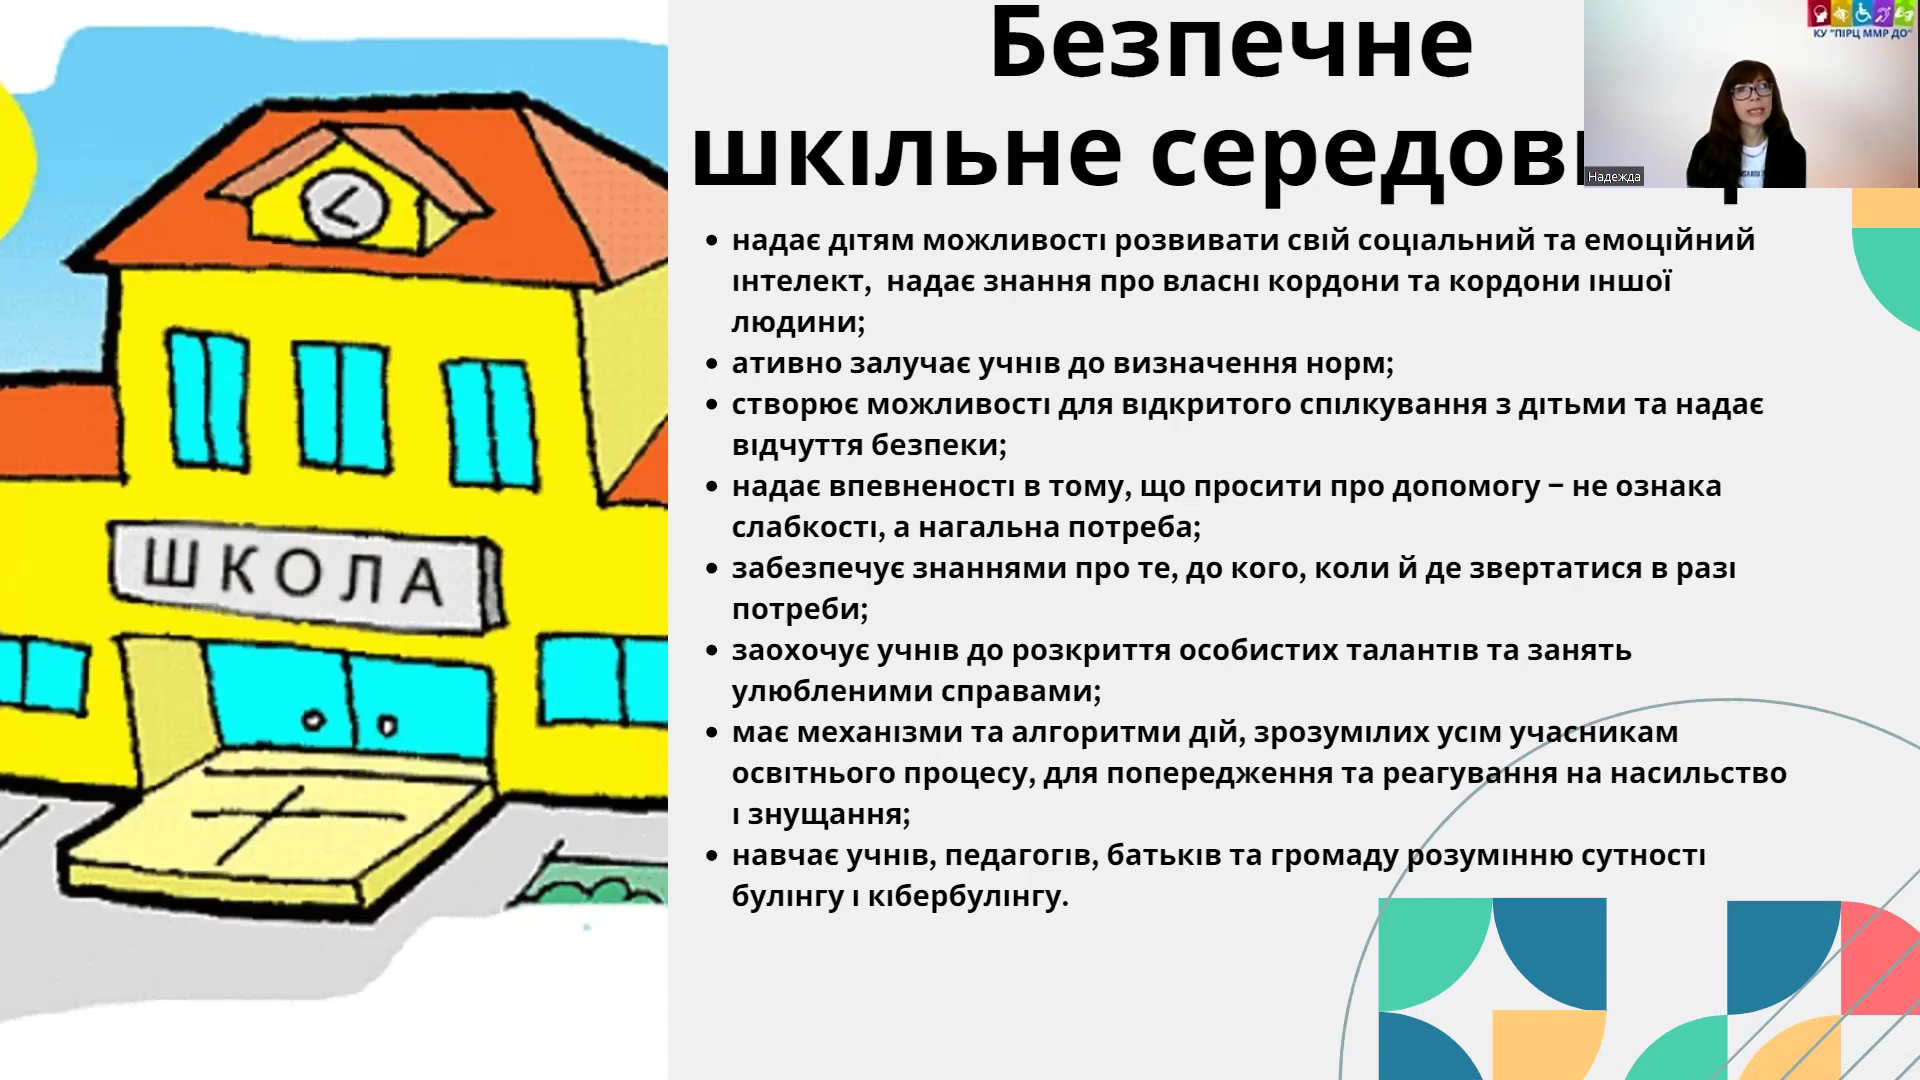 Безпечне
шкільне
надає дітям можливості розвивати свій соціальний та емоційний
інтелект,  надає знання про власні кордони та кордони іншої
людини;
ативно залучає учнів до визначення норм;
створює можливості для відкритого спілкування з дітьми та надає
відчуття безпеки;
надає впевненості в тому, що просити про допомогу – не ознака
слабкості, а нагальна потреба;
забезпечує знаннями про те, до кого, коли й де звертатися в разі
потреби;
заохочує учнів до розкриття особистих талантів та занять
улюбленими справами;
має механізми та алгоритми дій, зрозумілих усім учасникам
освітнього процесу, для попередження та реагування на насильство
і знущання;
навчає учнів, педагогів, батьків та громаду розумінню сутності
булінгу і кібербулінгу.
ШКОЛА
КУ "ПІРЦ ММР ДО"
Надежда